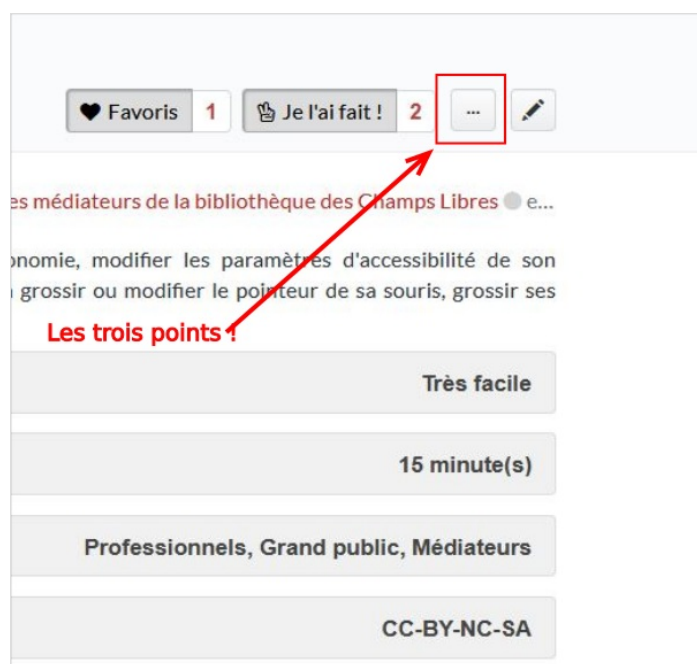 Favoris 1 Je l'ai fait ! 2 ...
es médiateurs de la bibliothèque des Champs Libres e...
onomie, modifier les paramètres d'accessibilité de son
grossir ou modifier le pointeur de sa souris, grossir ses
Les trois points !
Très facile
15 minute(s)
Professionnels, Grand public, Médiateurs
CC-BY-NC-SA